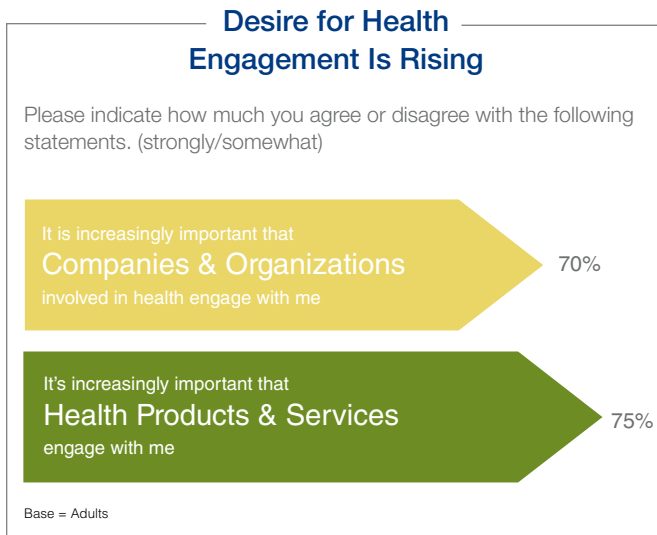 Desire for Health
Engagement Is Rising
Please indicate how much you agree or disagree with the following
statements. (strongly/somewhat)
It is increasingly important that
Companies & Organizations
involved in health engage with me
70%
It's increasingly important that
Health Products & Services
engage with me
75%
Base = Adults